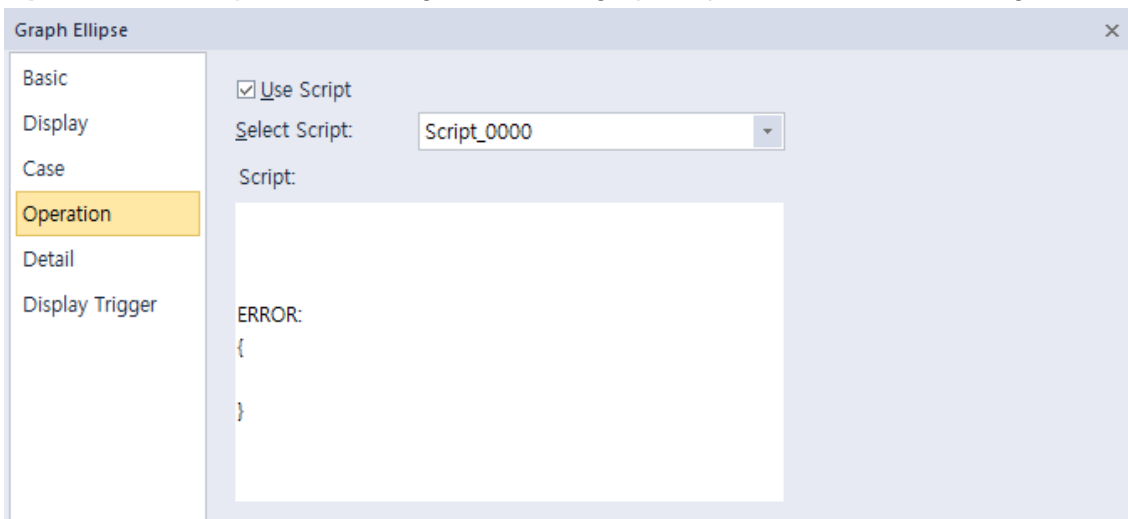 Graph Ellipse
Basic
Display
Case
Operation
Detail
Display Trigger
Use Script
Select Script: Script_0000
Script:
ERROR:
{
}